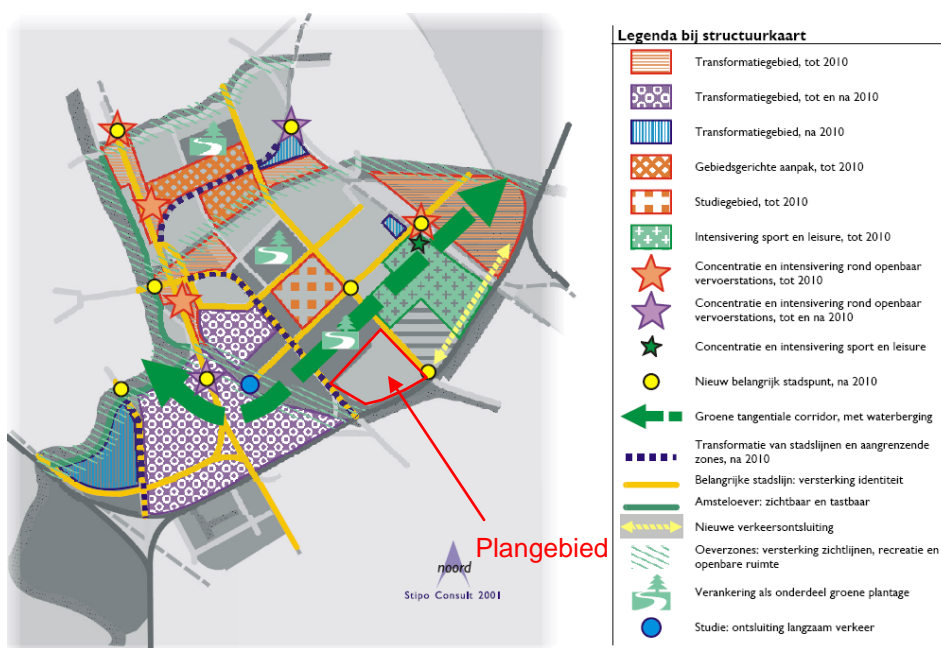 Plangebied
noord
Stipo Consult 2001
Legenda bij structuurkaart
Transformatiegebied, tot 2010
Transformatiegebied, tot en na 2010
Transformatiegebied, na 2010
Gebiedsgerichte aanpak, tot 2010
Studiegebied, tot 2010
Intensivering sport en leisure, tot 2010
Concentratie en intensivering rond openbaar
vervoerstations, tot 2010
Concentratie en intensivering rond openbaar
vervoerstations, tot en na 2010
Concentratie en intensivering sport en leisure
Nieuw belangrijk stadspunt, na 2010
Groene tangentiale corridor, met waterberging
Transformatie van stadslijnen en aangrenzende
zones, na 2010
Belangrijke stadslijn: versterking identiteit
Amsteloever: zichtbaar en tastbaar
Nieuwe verkeersontsluiting
Oeverzones: versterking zichtlijnen, recreatie en
openbare ruimte
Verankering als onderdeel groene plantage
Studie: ontsluiting langzaam verkeer